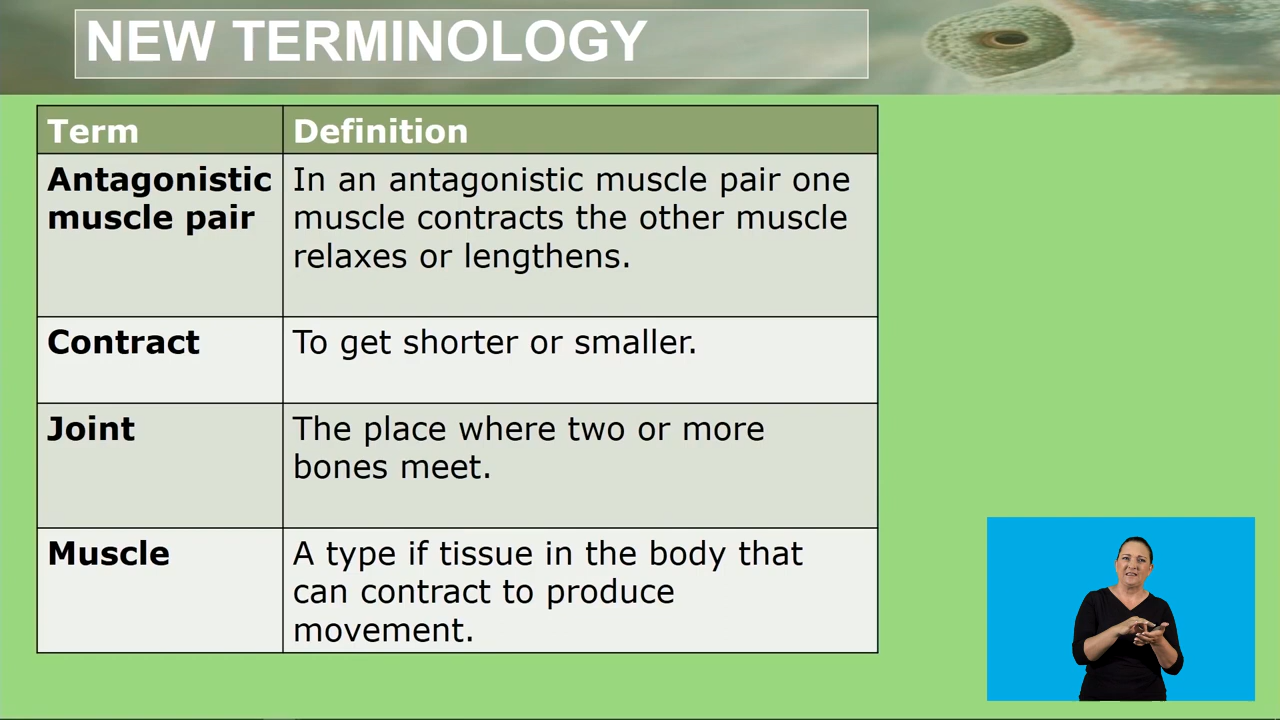 NEW TERMINOLOGY
Term
Definition
Antagonistic
muscle pair
In an antagonistic muscle pair one
muscle contracts the other muscle
relaxes or lengthens.
Contract
To get shorter or smaller.
Joint
The place where two or more
bones meet.
Muscle
A type if tissue in the body that
can contract to produce
movement.